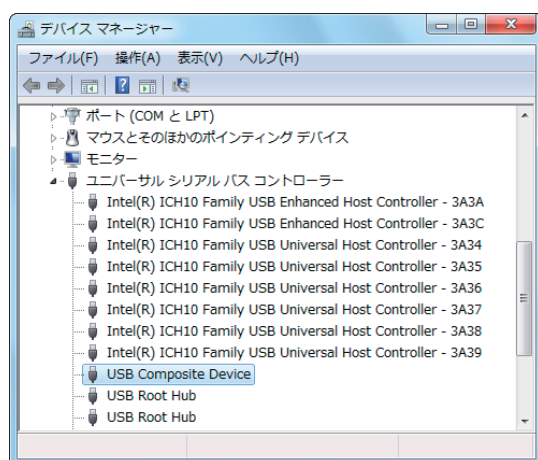 デバイス マネージャー
ファイル(F) 操作(A) 表示(V) ヘルプ(H)
ポート (COM と LPT)
マウスとそのほかのポインティング デバイス
モニター
ユニバーサル シリアル バス コントローラー
Intel(R) ICH10 Family USB Enhanced Host Controller - 3A3A
Intel(R) ICH10 Family USB Enhanced Host Controller - 3A3C
Intel(R) ICH10 Family USB Universal Host Controller - 3A34
Intel(R) ICH10 Family USB Universal Host Controller - 3A35
Intel(R) ICH10 Family USB Universal Host Controller - 3A36
Intel(R) ICH10 Family USB Universal Host Controller - 3A37
Intel(R) ICH10 Family USB Universal Host Controller - 3A38
Intel(R) ICH10 Family USB Universal Host Controller - 3A39
USB Composite Device
USB Root Hub
USB Root Hub